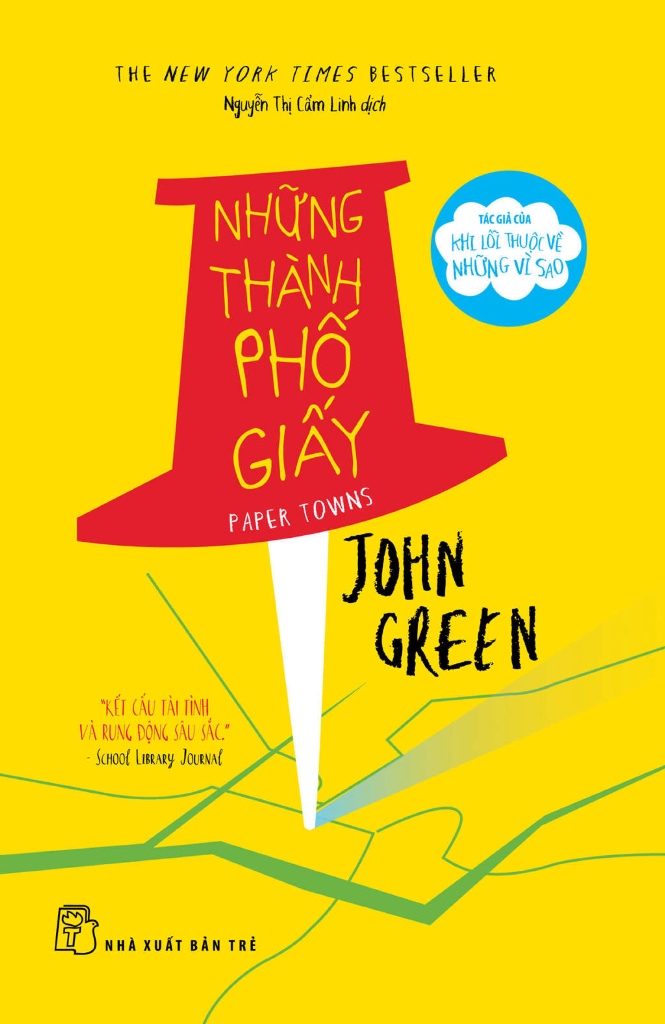 THE NEW YORK TIMES BESTSELLER
Nguyễn Thị Cẩm Linh dịch
NHỮNG
THÀNH
PHỐ
GIẤY
PAPER TOWNS
TÁC GIẢ CỦA
KHI LỖI THUỘC VỀ
NHỮNG VÌ SAO
JOHN
GREEN
"KẾT CẤU TÀI TÌNH
VÀ RUNG ĐỘNG SÂU SẮC."
- SCHOOL LIBRARY JOURNAL
T
NHÀ XUẤT BẢN TRẺ